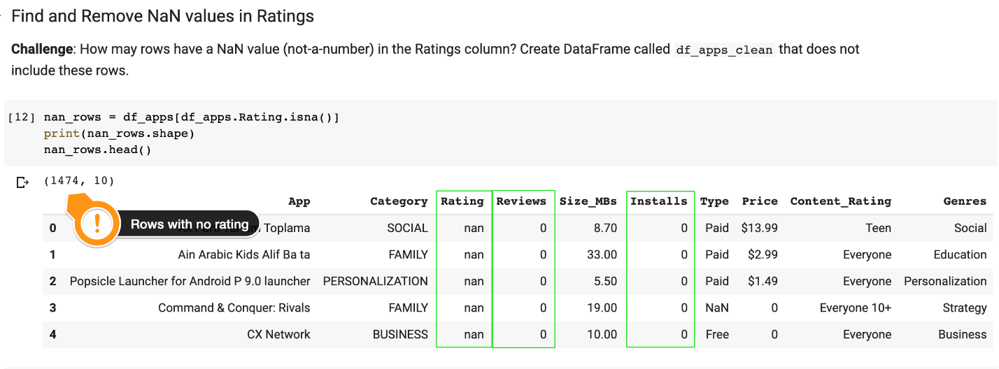 Find and Remove NaN values in Ratings
Challenge: How may rows have a NaN value (not-a-number) in the Ratings column? Create DataFrame called df_apps_clean that does not
include these rows.
[12] nan_rows = df_apps[df_apps.Rating.isna()]
print(nan_rows.shape)
nan_rows.head()
(1474, 10)
App Category Rating Reviews Size_MBs Installs Type Price Content_Rating Genres
! Rows with no rating
0 Toplama SOCIAL nan 0 8.70 0 Paid $13.99 Teen Social
1 Ain Arabic Kids Alif Ba ta FAMILY nan 0 33.00 0 Paid $2.99 Everyone Education
2 Popsicle Launcher for Android P 9.0 launcher PERSONALIZATION nan 0 5.50 0 Paid $1.49 Everyone Personalization
3 Command & Conquer: Rivals FAMILY nan 0 19.00 0 NaN 0 Everyone 10+ Strategy
4 CX Network BUSINESS nan 0 10.00 0 Free 0 Everyone Business